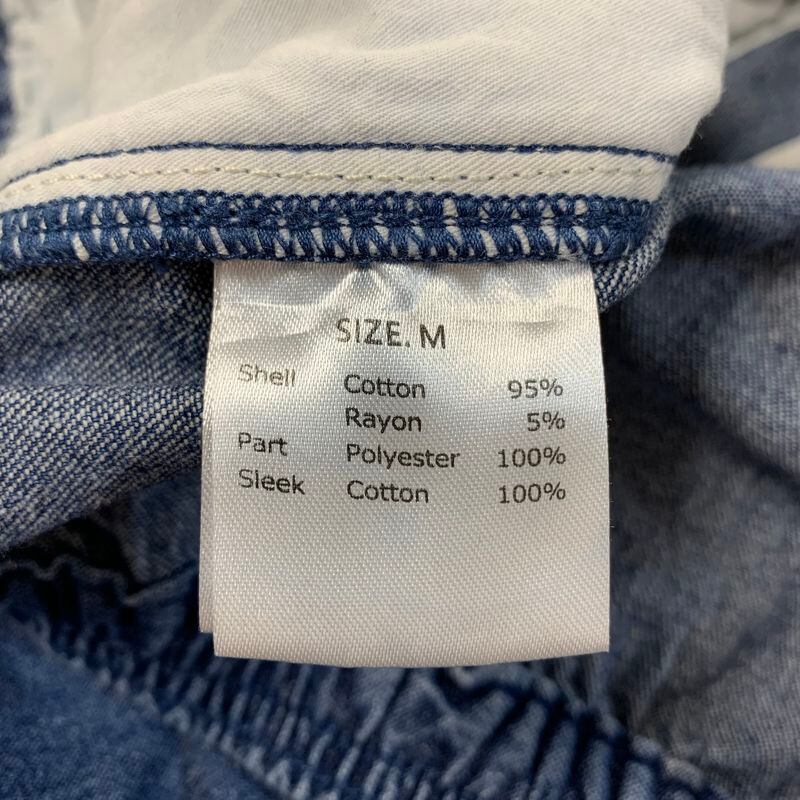 SIZE. M
Shell Cotton 95%
Rayon 5%
Part Polyester 100%
Sleek Cotton 100%